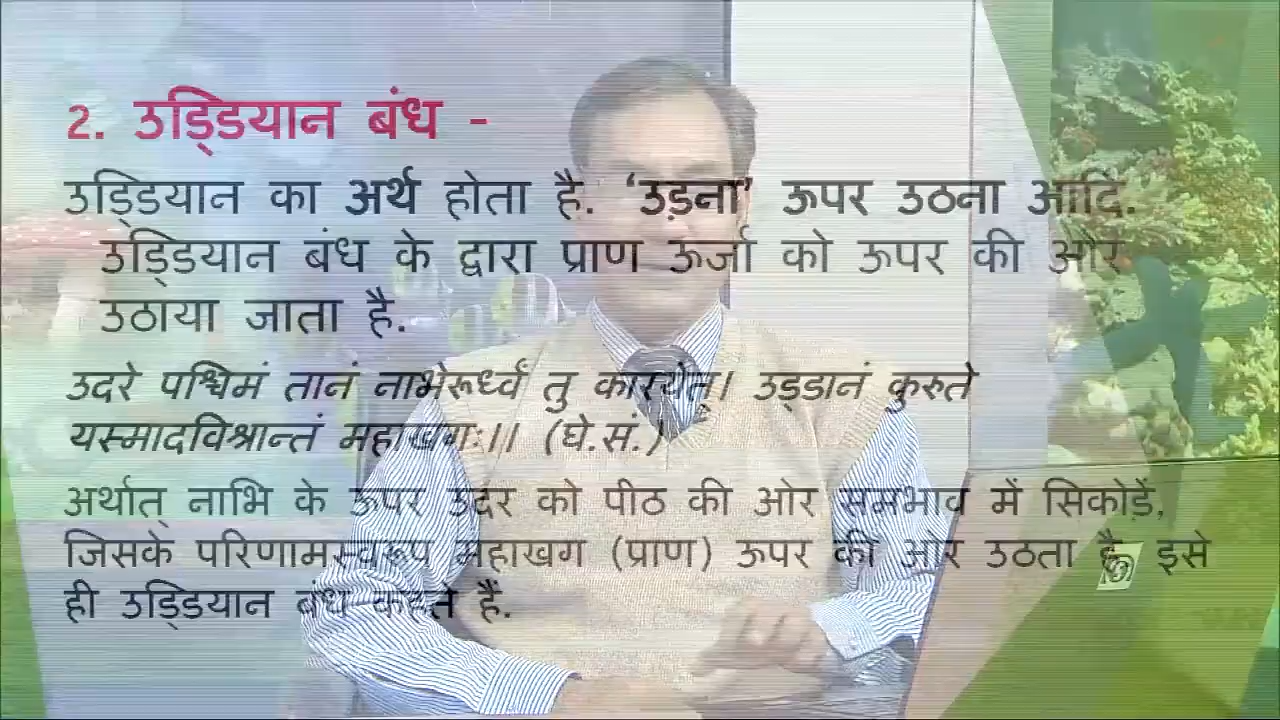 2. उड्डियान बंध -
उड्डियान का अर्थ होता है. ‘उड़ना’ ऊपर उठना आदि.
उड्डियान बंध के द्वारा प्राण ऊर्जा को ऊपर की ओर
उठाया जाता है.
उदरे पश्चिमं तानं नाभेरूर्ध्वं तु कारयेत्। उड्डानं कुरुते
यस्मादविश्रान्तं महाखगः।। (घे.सं.)
अर्थात् नाभि के ऊपर उदर को पीठ की ओर समभाव में सिकोड़ें,
जिसके परिणामस्वरूप महाखग (प्राण) ऊपर की ओर उठता है, इसे
ही उड्डियान बंध कहते हैं.